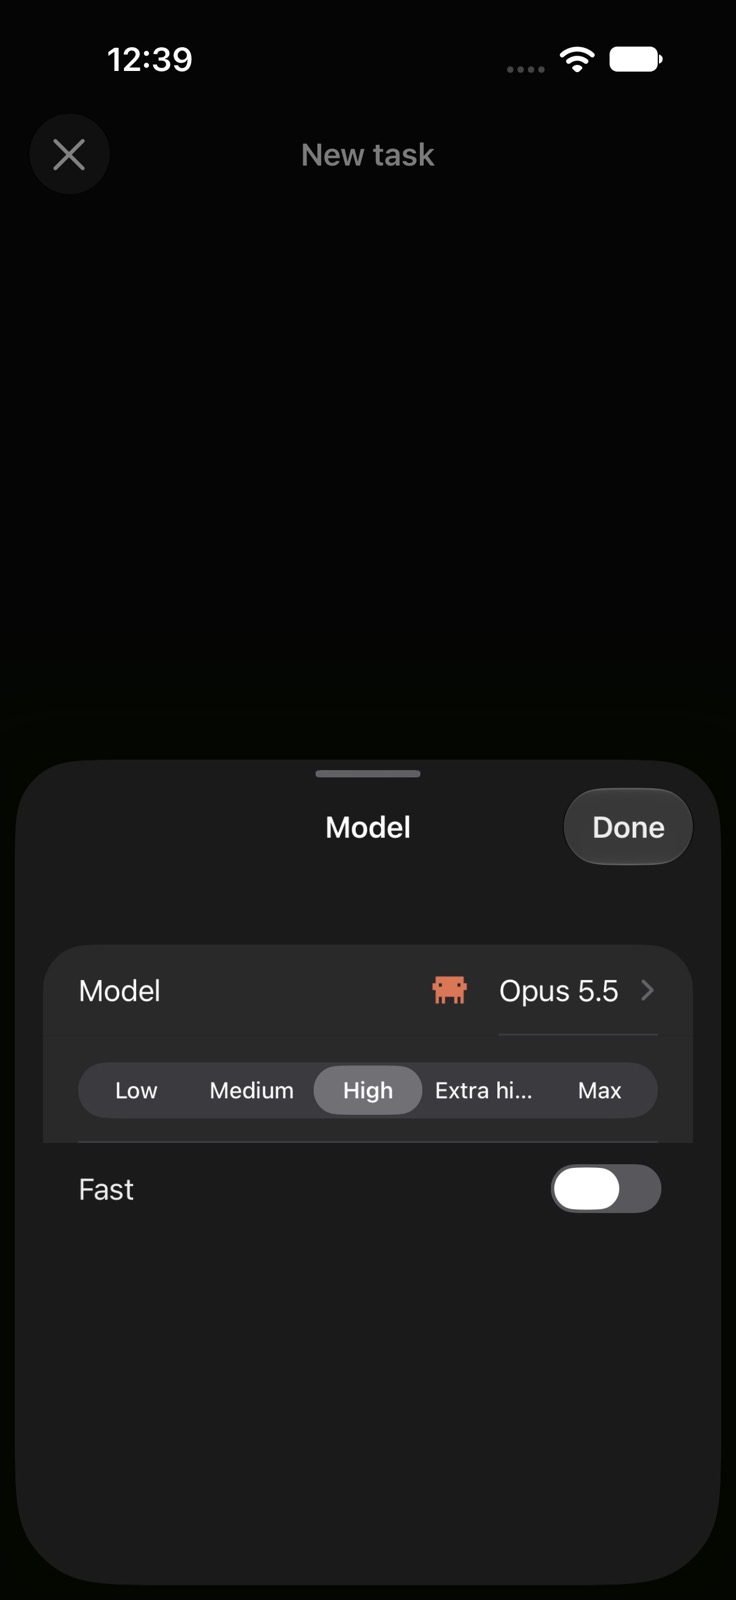 12:39
New task
Model
Done
Model
Opus 5.5
Low
Medium
High
Extra hi...
Max
Fast